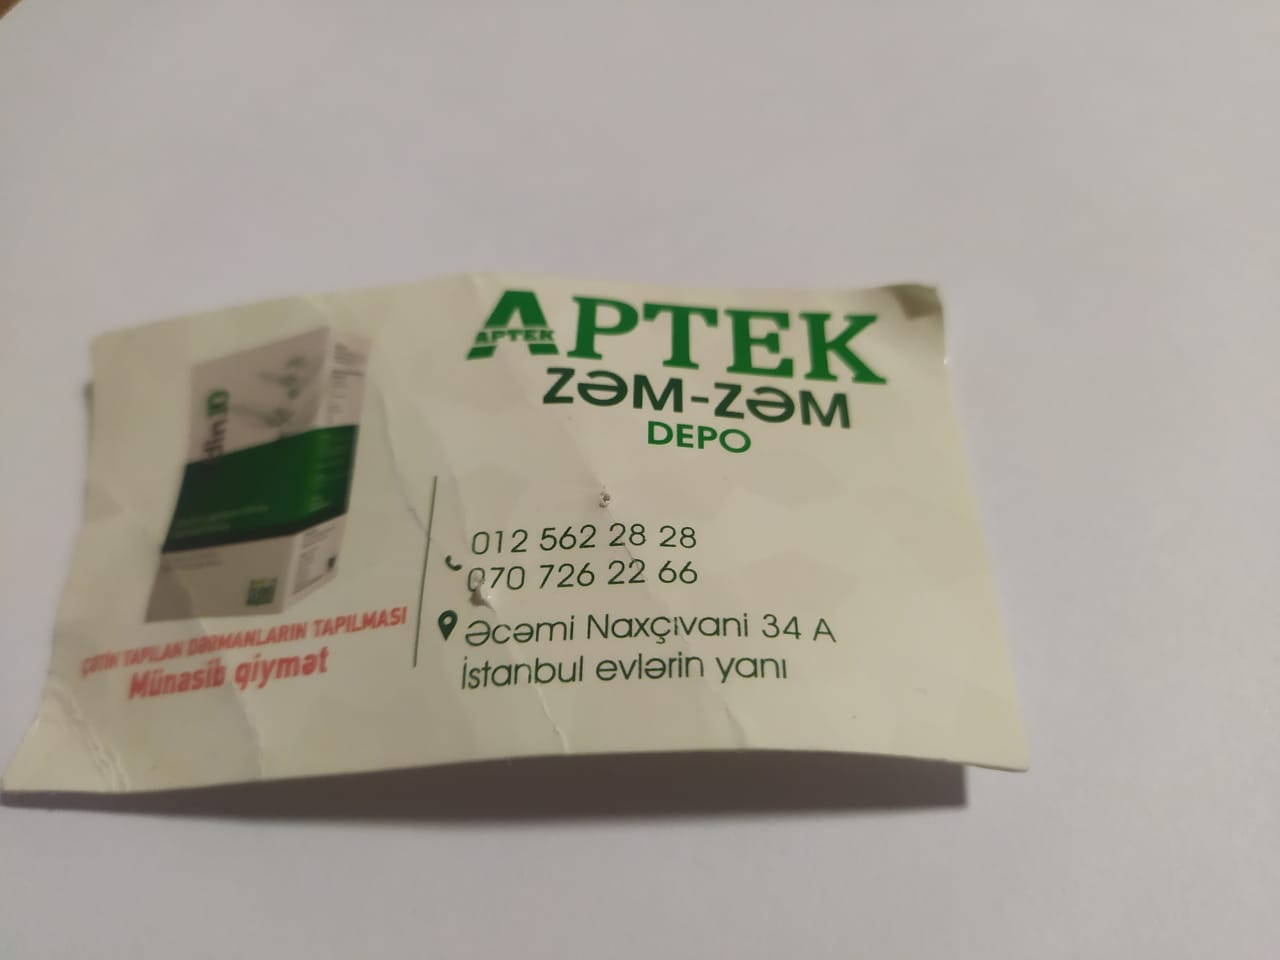 APTEK
APTEK
ZƏM-ZƏM
DEPO
012 562 28 28
070 726 22 66
Əcəmi Naxçıvani 34 A
İstanbul evlərin yanı
ÇƏTİN TAPILAN DƏRMANLARIN TAPILMASI
Münasib qiymət